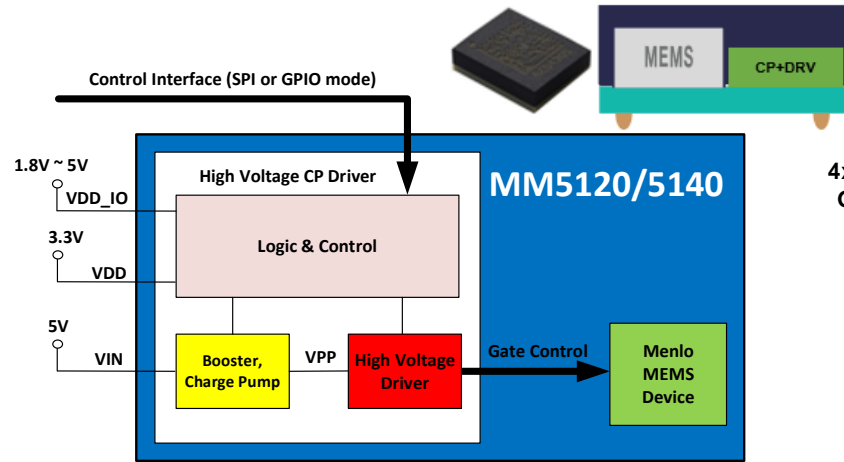 MEMS
CP+DRV
Control Interface (SPI or GPIO mode)
1.8V ~ 5V
VDD_IO
3.3V
VDD
5V
VIN
High Voltage CP Driver
MM5120/5140
Logic & Control
Booster,
Charge Pump
VPP
High Voltage
Driver
Gate Control
Menlo
MEMS
Device